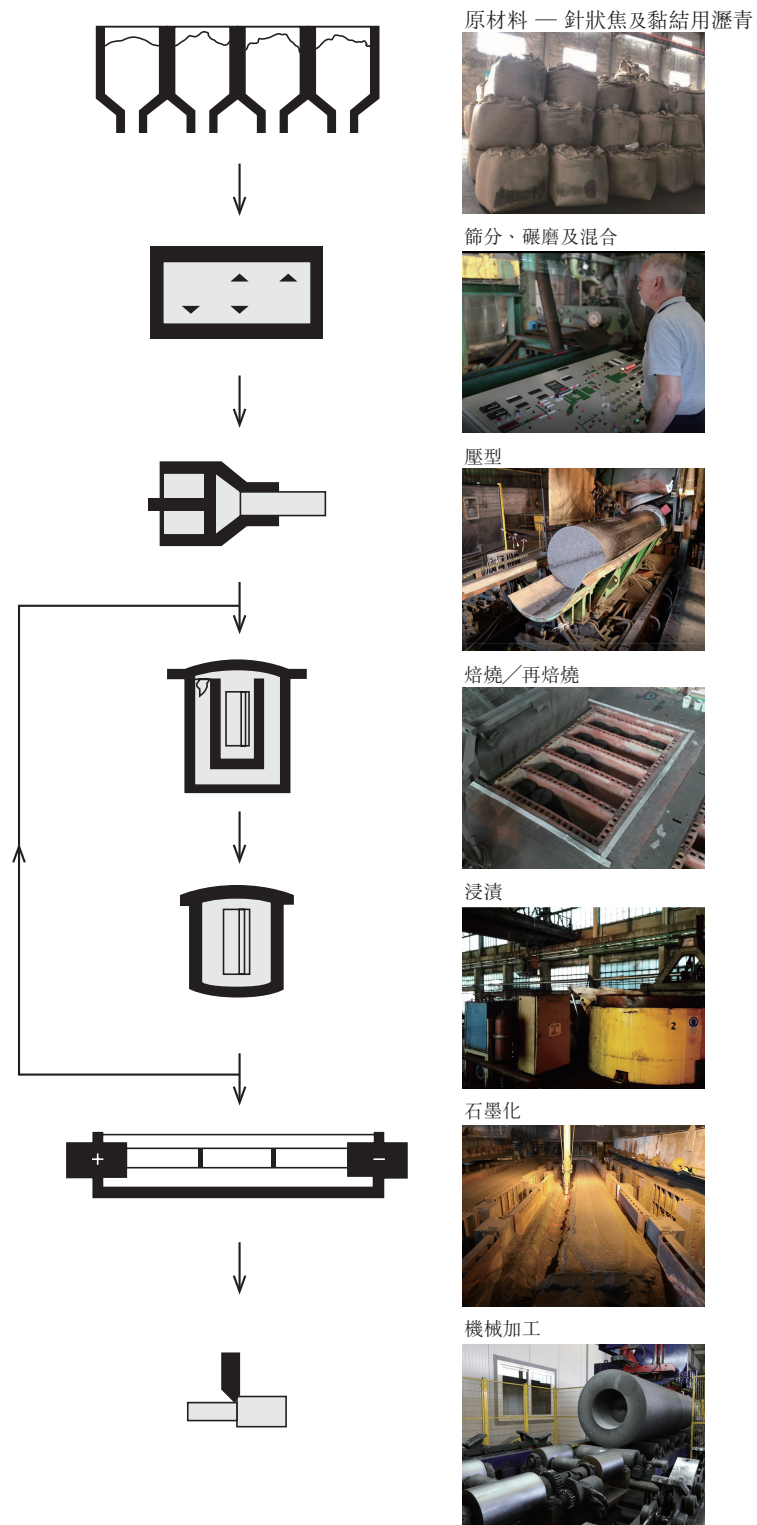 原材料 — 針狀焦及黏結用瀝青
篩分、碾磨及混合
壓型
焙燒／再焙燒
浸漬
2
石墨化
+
−
機械加工